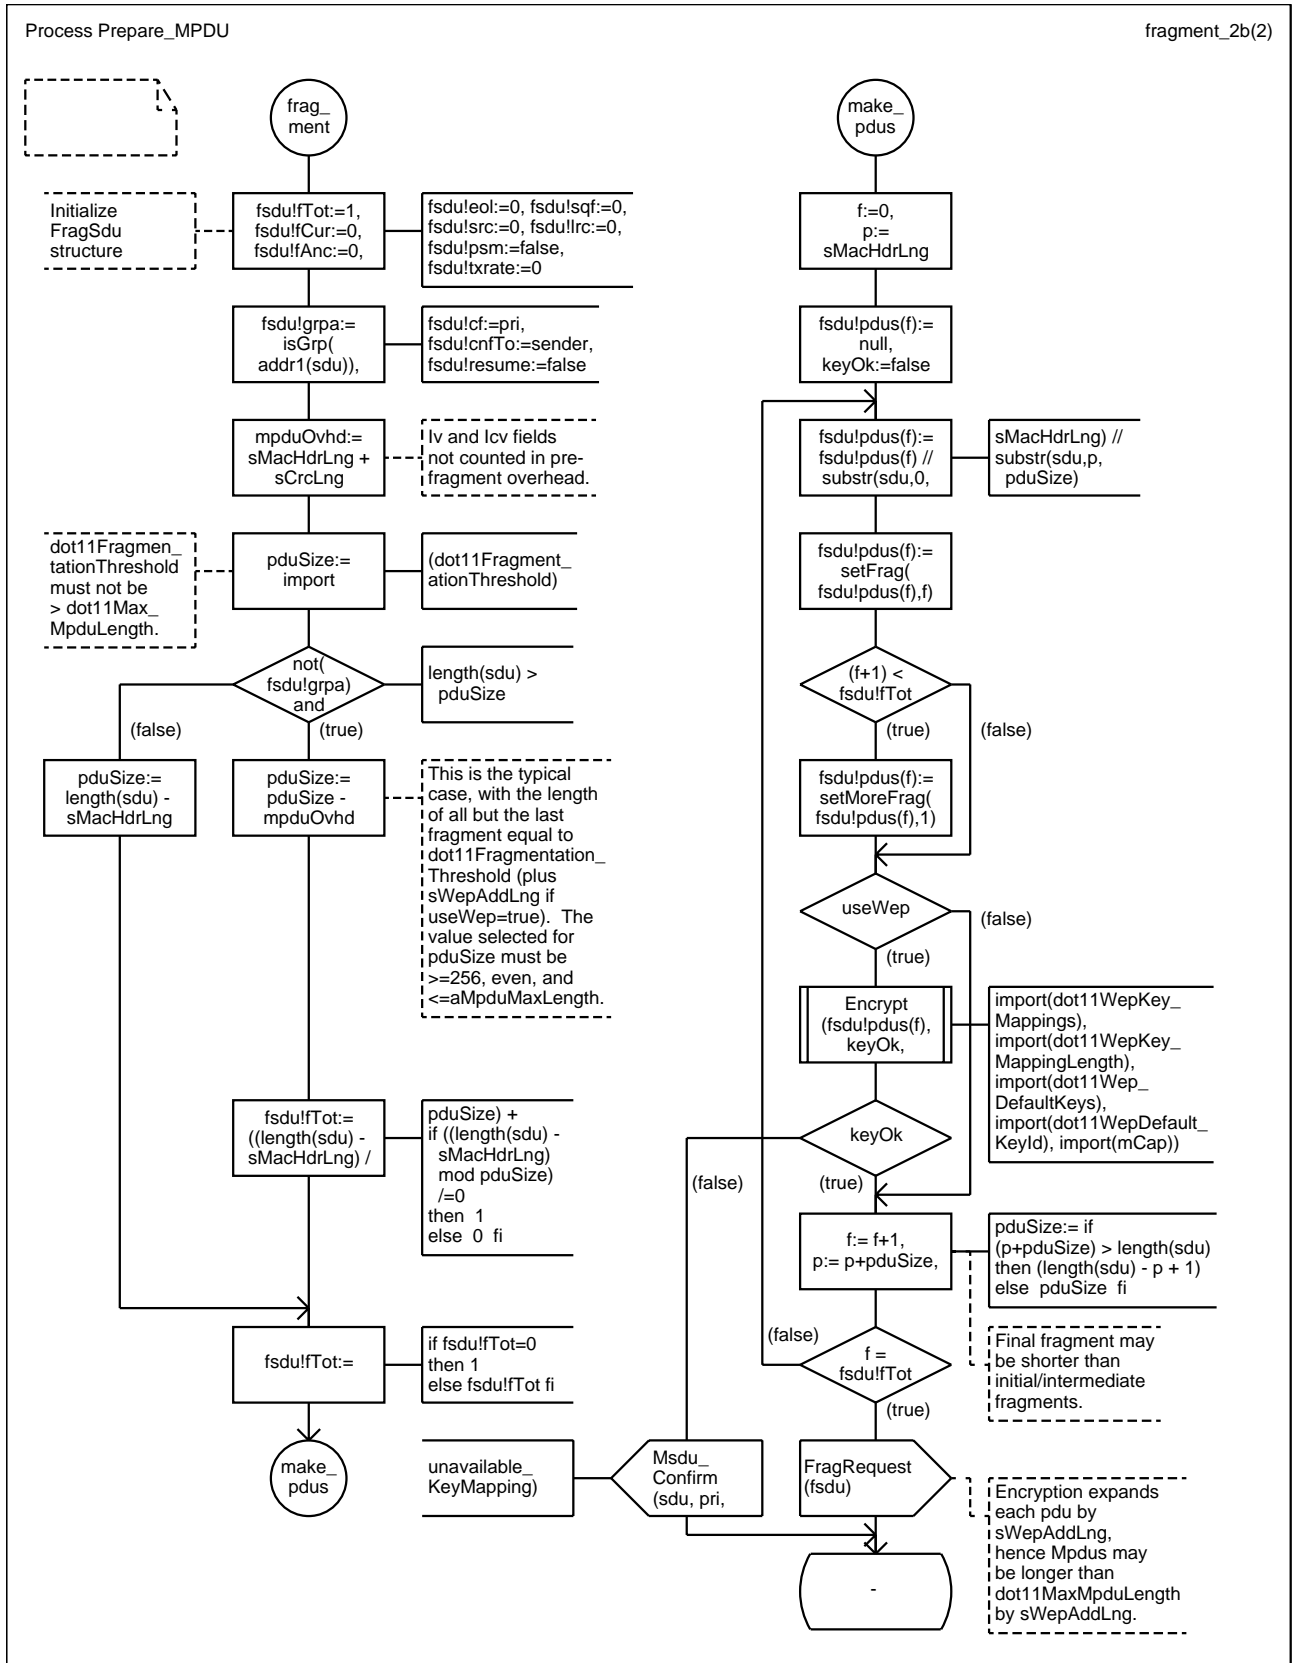 Process Prepare_MPDU
fragment_2b(2)
frag_
ment
Initialize
FragSdu
structure
fsdu!fTot:=1,
fsdu!fCur:=0,
fsdu!fAnc:=0,
fsdu!eol:=0, fsdu!sqf:=0,
fsdu!src:=0, fsdu!lrc:=0,
fsdu!psm:=false,
fsdu!txrate:=0
fsdu!grpa:=
isGrp(
addr1(sdu)),
fsdu!cf:=pri,
fsdu!cnfTo:=sender,
fsdu!resume:=false
mpduOvhd:=
sMacHdrLng +
sCrcLng
Iv and Icv fields
not counted in pre-
fragment overhead.
dot11Fragmen_
tationThreshold
must not be
> dot11Max_
MpduLength.
pduSize:=
import
(dot11Fragment_
ationThreshold)
not(
fsdu!grpa)
and
length(sdu) >
pduSize
(false)
(true)
pduSize:=
length(sdu) -
sMacHdrLng
pduSize:=
pduSize -
mpduOvhd
This is the typical
case, with the length
of all but the last
fragment equal to
dot11Fragmentation_
Threshold (plus
sWepAddLng if
useWep=true).  The
value selected for
pduSize must be
>=256, even, and
<=aMpduMaxLength.
fsdu!fTot:=
((length(sdu) -
sMacHdrLng) /
pduSize) +
if ((length(sdu) -
sMacHdrLng)
mod pduSize)
/=0
then  1
else  0  fi
fsdu!fTot:=
if fsdu!fTot=0
then 1
else fsdu!fTot fi
make_
pdus
make_
pdus
f:=0,
p:=
sMacHdrLng
fsdu!pdus(f):=
null,
keyOk:=false
fsdu!pdus(f):=
fsdu!pdus(f) //
substr(sdu,0,
sMacHdrLng) //
substr(sdu,p,
pduSize)
fsdu!pdus(f):=
setFrag(
fsdu!pdus(f),f)
(f+1) <
fsdu!fTot
(true)
(false)
fsdu!pdus(f):=
setMoreFrag(
fsdu!pdus(f),1)
useWep
(false)
(true)
Encrypt
(fsdu!pdus(f),
keyOk,
import(dot11WepKey_
Mappings),
import(dot11WepKey_
MappingLength),
import(dot11Wep_
DefaultKeys),
import(dot11WepDefault_
KeyId), import(mCap))
keyOk
(false)
(true)
f:= f+1,
p:= p+pduSize,
pduSize:= if
(p+pduSize) > length(sdu)
then (length(sdu) - p + 1)
else  pduSize  fi
(false)
f =
fsdu!fTot
(true)
Final fragment may
be shorter than
initial/intermediate
fragments.
unavailable_
KeyMapping)
Msdu_
Confirm
(sdu, pri,
FragRequest
(fsdu)
Encryption expands
each pdu by
sWepAddLng,
hence Mpdus may
be longer than
dot11MaxMpduLength
by sWepAddLng.
-